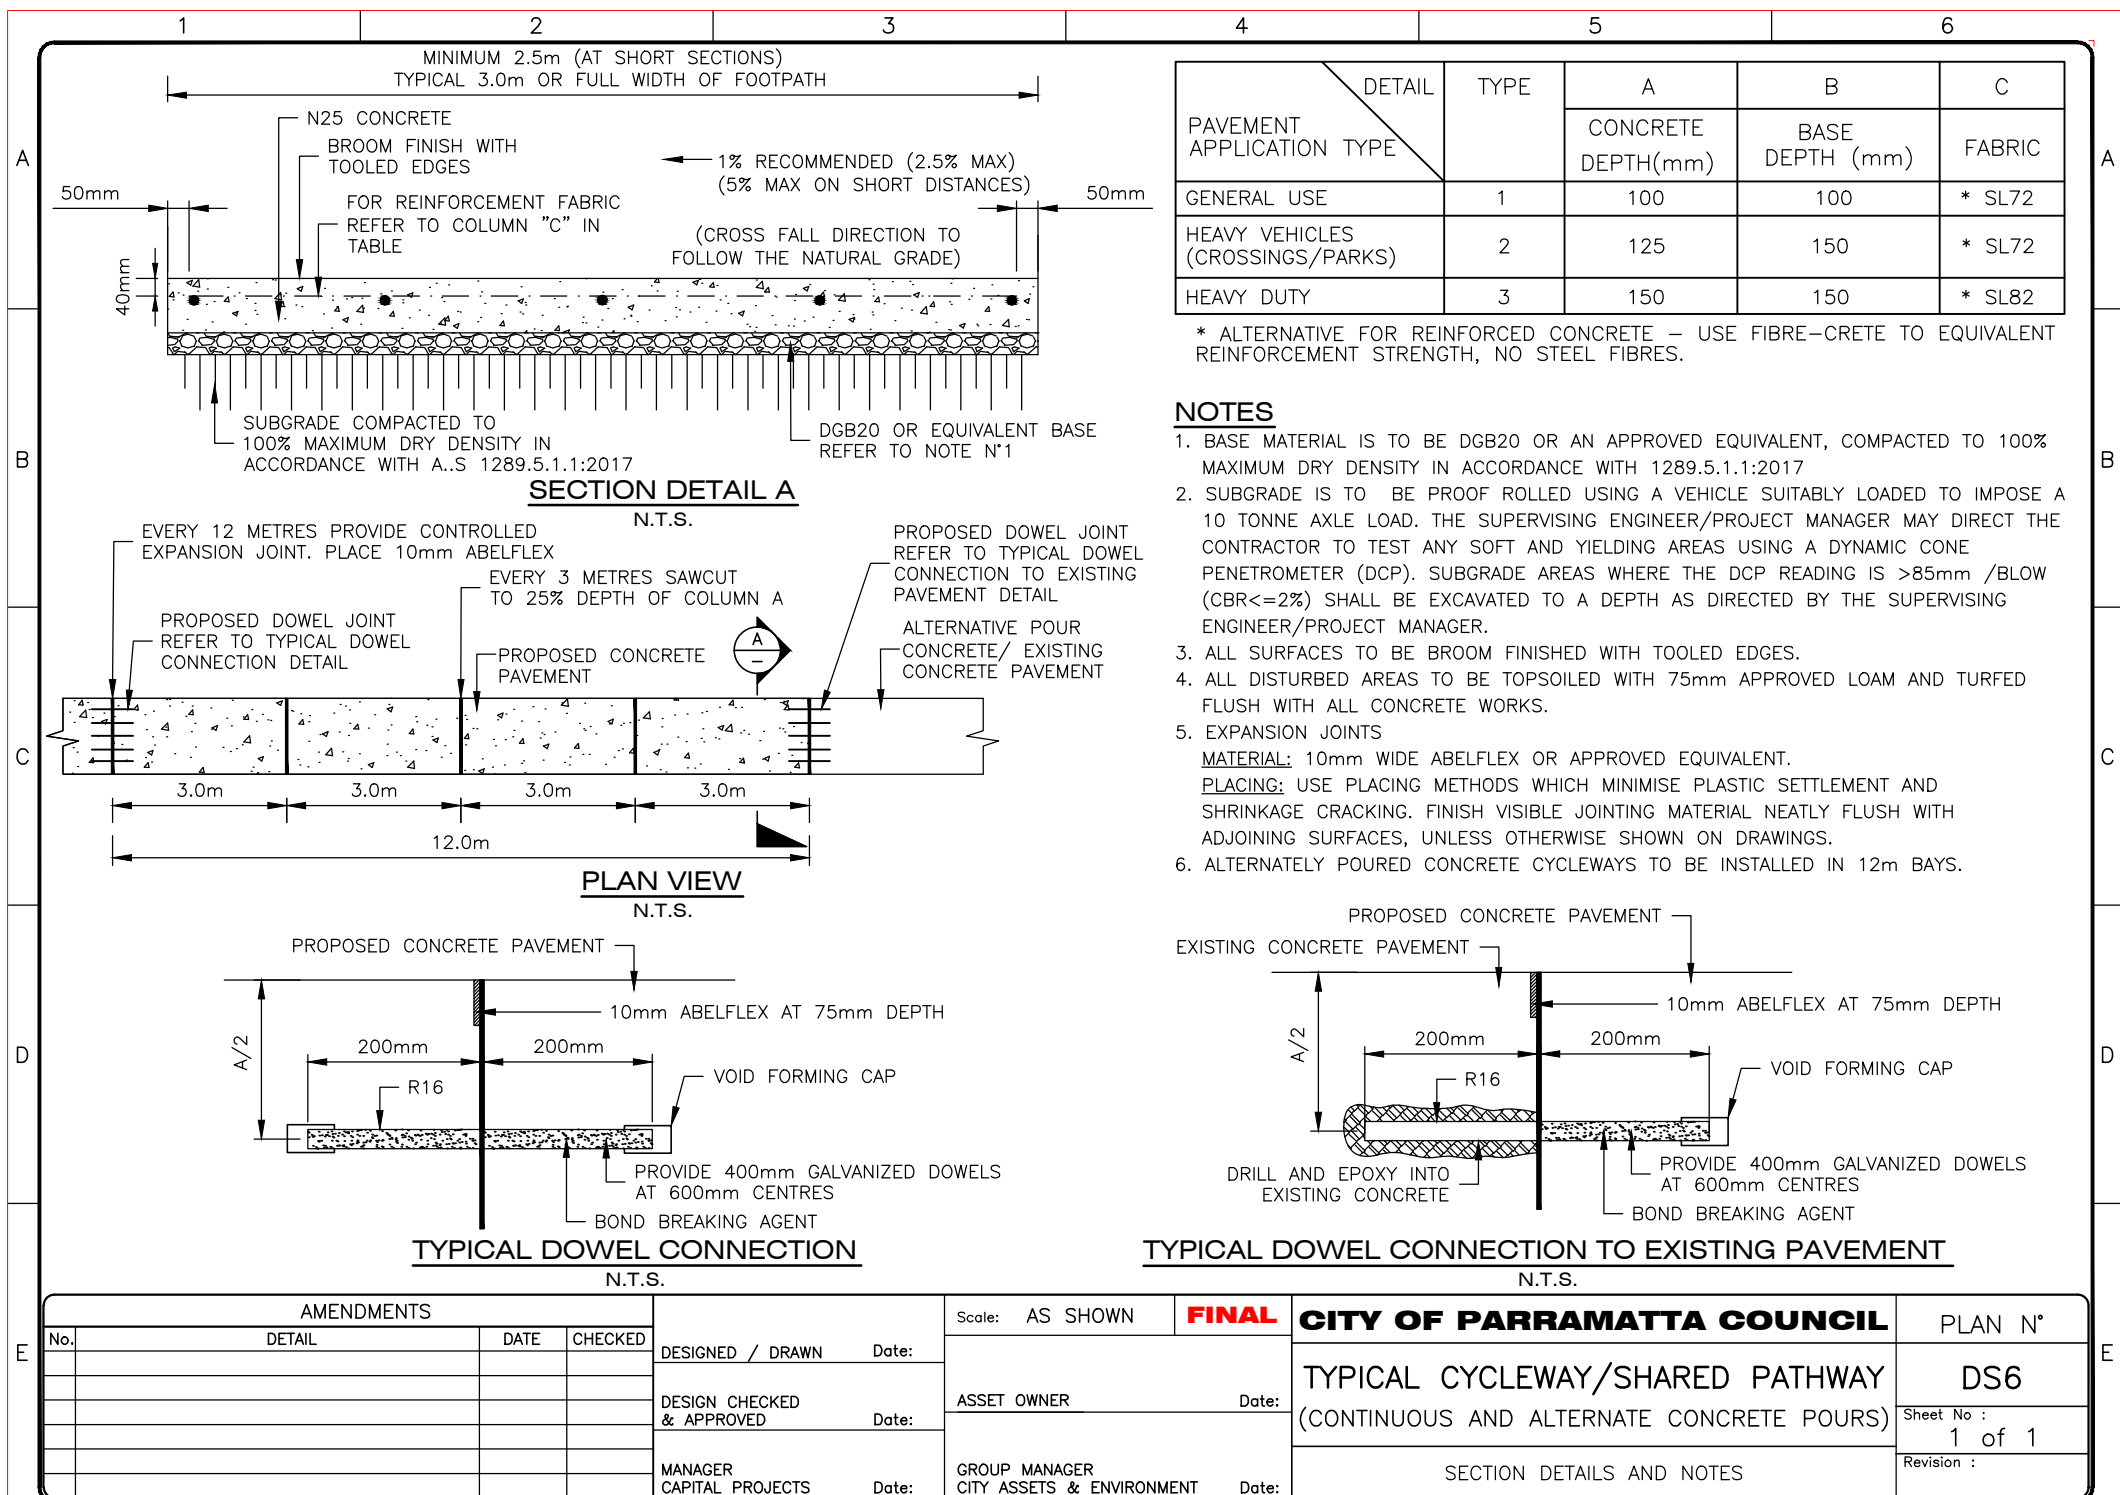 1 2 3 4 5 6
A
B
C
D
E
A
B
C
D
E
MINIMUM 2.5m (AT SHORT SECTIONS)
TYPICAL 3.0m OR FULL WIDTH OF FOOTPATH
N25 CONCRETE
BROOM FINISH WITH
TOOLED EDGES
1% RECOMMENDED (2.5% MAX)
(5% MAX ON SHORT DISTANCES)
50mm
50mm
FOR REINFORCEMENT FABRIC
REFER TO COLUMN "C" IN
TABLE
(CROSS FALL DIRECTION TO
FOLLOW THE NATURAL GRADE)
40mm
SUBGRADE COMPACTED TO
100% MAXIMUM DRY DENSITY IN
ACCORDANCE WITH A..S 1289.5.1.1:2017
DGB20 OR EQUIVALENT BASE
REFER TO NOTE N°1
SECTION DETAIL A
N.T.S.
EVERY 12 METRES PROVIDE CONTROLLED
EXPANSION JOINT. PLACE 10mm ABELFLEX
EVERY 3 METRES SAWCUT
TO 25% DEPTH OF COLUMN A
PROPOSED DOWEL JOINT
REFER TO TYPICAL DOWEL
CONNECTION TO EXISTING
PAVEMENT DETAIL
PROPOSED DOWEL JOINT
REFER TO TYPICAL DOWEL
CONNECTION DETAIL
PROPOSED CONCRETE
PAVEMENT
A
–
ALTERNATIVE POUR
CONCRETE/ EXISTING
CONCRETE PAVEMENT
3.0m 3.0m 3.0m 3.0m
12.0m
PLAN VIEW
N.T.S.
PROPOSED CONCRETE PAVEMENT
10mm ABELFLEX AT 75mm DEPTH
A/2
200mm 200mm
R16
VOID FORMING CAP
PROVIDE 400mm GALVANIZED DOWELS
AT 600mm CENTRES
BOND BREAKING AGENT
TYPICAL DOWEL CONNECTION
N.T.S.
DETAIL TYPE A B C
PAVEMENT
APPLICATION TYPE
CONCRETE
DEPTH(mm)
BASE
DEPTH (mm)
FABRIC
GENERAL USE 1 100 100 * SL72
HEAVY VEHICLES
(CROSSINGS/PARKS) 2 125 150 * SL72
HEAVY DUTY 3 150 150 * SL82
* ALTERNATIVE FOR REINFORCED CONCRETE – USE FIBRE–CRETE TO EQUIVALENT
REINFORCEMENT STRENGTH, NO STEEL FIBRES.
NOTES
1. BASE MATERIAL IS TO BE DGB20 OR AN APPROVED EQUIVALENT, COMPACTED TO 100%
MAXIMUM DRY DENSITY IN ACCORDANCE WITH 1289.5.1.1:2017
2. SUBGRADE IS TO BE PROOF ROLLED USING A VEHICLE SUITABLY LOADED TO IMPOSE A
10 TONNE AXLE LOAD. THE SUPERVISING ENGINEER/PROJECT MANAGER MAY DIRECT THE
CONTRACTOR TO TEST ANY SOFT AND YIELDING AREAS USING A DYNAMIC CONE
PENETROMETER (DCP). SUBGRADE AREAS WHERE THE DCP READING IS >85mm /BLOW
(CBR<=2%) SHALL BE EXCAVATED TO A DEPTH AS DIRECTED BY THE SUPERVISING
ENGINEER/PROJECT MANAGER.
3. ALL SURFACES TO BE BROOM FINISHED WITH TOOLED EDGES.
4. ALL DISTURBED AREAS TO BE TOPSOILED WITH 75mm APPROVED LOAM AND TURFED
FLUSH WITH ALL CONCRETE WORKS.
5. EXPANSION JOINTS
MATERIAL: 10mm WIDE ABELFLEX OR APPROVED EQUIVALENT.
PLACING: USE PLACING METHODS WHICH MINIMISE PLASTIC SETTLEMENT AND
SHRINKAGE CRACKING. FINISH VISIBLE JOINTING MATERIAL NEATLY FLUSH WITH
ADJOINING SURFACES, UNLESS OTHERWISE SHOWN ON DRAWINGS.
6. ALTERNATELY POURED CONCRETE CYCLEWAYS TO BE INSTALLED IN 12m BAYS.
PROPOSED CONCRETE PAVEMENT
EXISTING CONCRETE PAVEMENT
10mm ABELFLEX AT 75mm DEPTH
A/2
200mm 200mm
R16
VOID FORMING CAP
DRILL AND EPOXY INTO
EXISTING CONCRETE
PROVIDE 400mm GALVANIZED DOWELS
AT 600mm CENTRES
BOND BREAKING AGENT
TYPICAL DOWEL CONNECTION TO EXISTING PAVEMENT
N.T.S.
AMENDMENTS
No. DETAIL DATE CHECKED
DESIGNED / DRAWN Date:
DESIGN CHECKED
& APPROVED Date:
MANAGER
CAPITAL PROJECTS Date:
Scale: AS SHOWN
FINAL
ASSET OWNER Date:
GROUP MANAGER
CITY ASSETS & ENVIRONMENT Date:
CITY OF PARRAMATTA COUNCIL
TYPICAL CYCLEWAY/SHARED PATHWAY
(CONTINUOUS AND ALTERNATE CONCRETE POURS)
SECTION DETAILS AND NOTES
PLAN N°
DS6
Sheet No :
1 of 1
Revision :